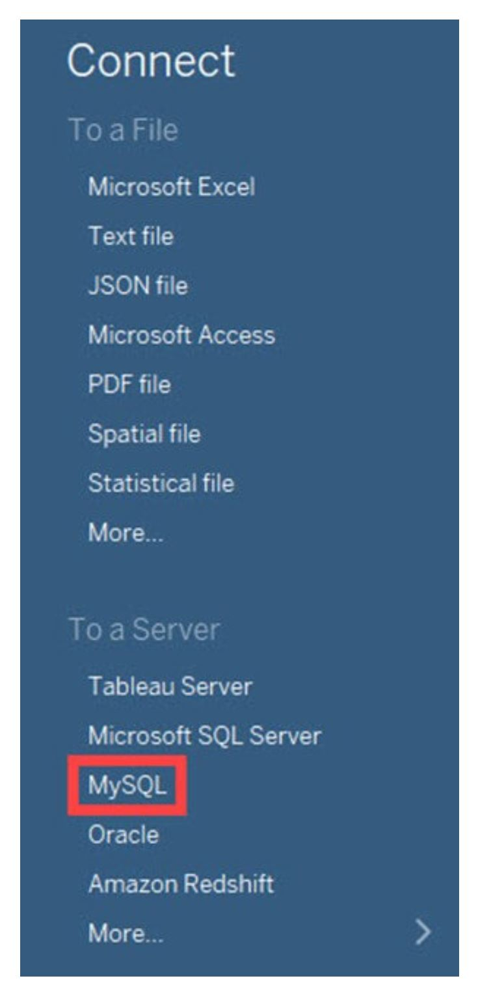 Connect
To a File
Microsoft Excel
Text file
JSON file
Microsoft Access
PDF file
Spatial file
Statistical file
More...
To a Server
Tableau Server
Microsoft SQL Server
MySQL
Oracle
Amazon Redshift
More...